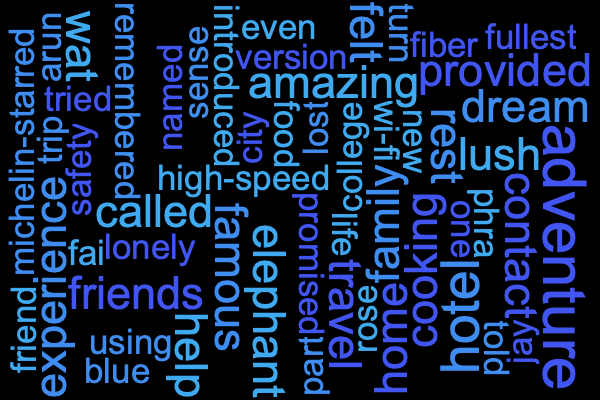 michelin-starred
arun
wat
remembered
introduced
even
felt
turn
fiber
fullest
version
provided
named
sense
amazing
tried
dream
trip
safety
city
food
lost
college
wi-fi
new
rest
lush
adventure
high-speed
called
experience
fai
lonely
famous
elephant
promised
life
family
cooking
one
phra
contact
friends
friend
travel
rose
home
hotel
told
jay
using
blue
help
part